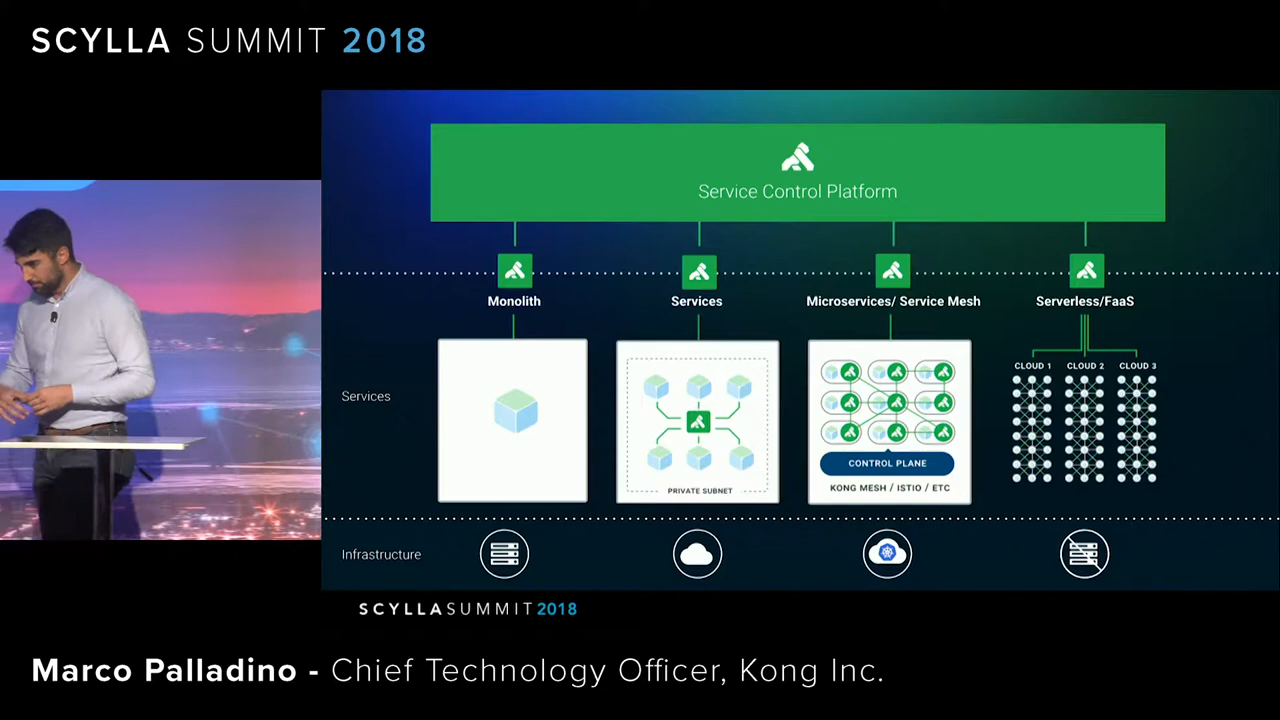 SCYLLA SUMMIT 2018
Service Control Platform
Monolith
Services
Microservices/ Service Mesh
Serverless/FaaS
CLOUD 1
CLOUD 2
CLOUD 3
Services
CONTROL PLANE
PRIVATE SUBNET
KONG MESH / ISTIO / ETC
Infrastructure
SCYLLASUMMIT2018
Marco Palladino - Chief Technology Officer, Kong Inc.